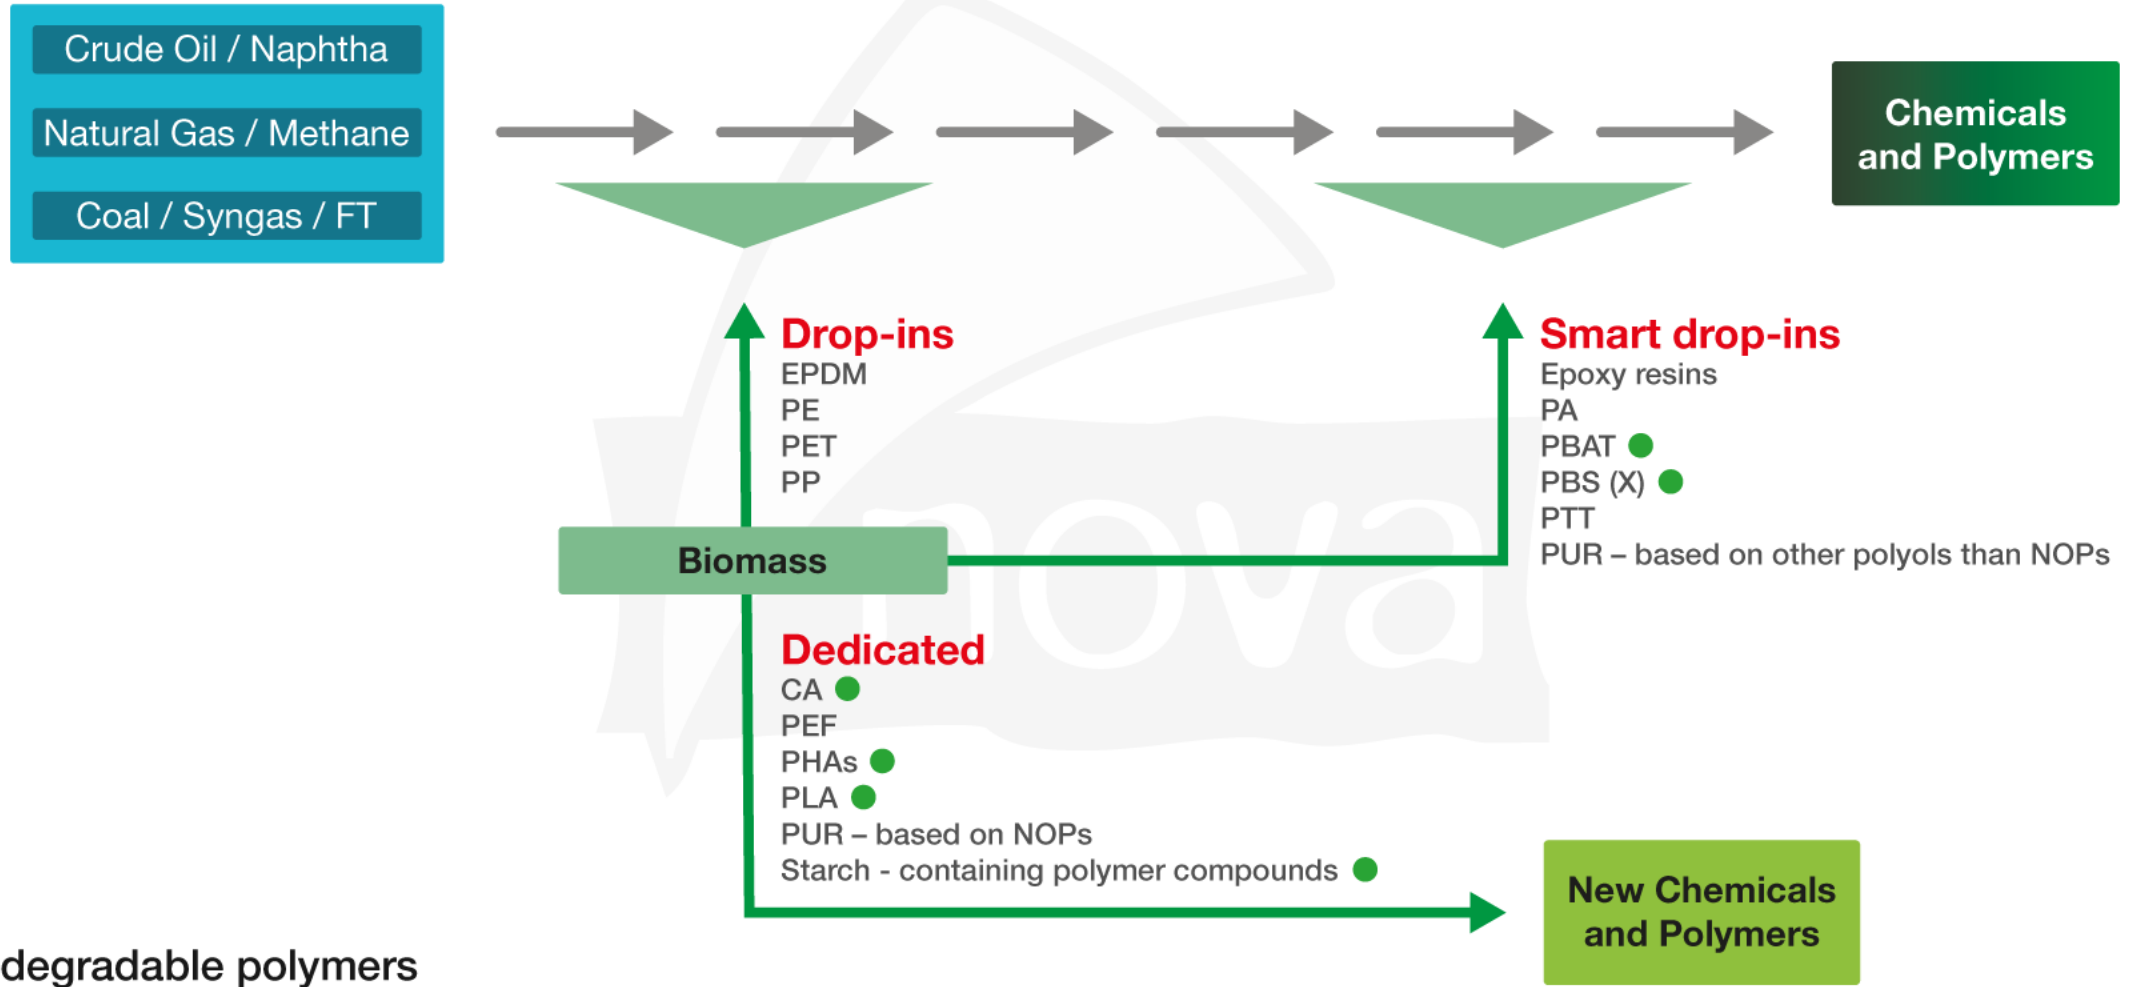 Crude Oil / Naphtha
Natural Gas / Methane
Coal / Syngas / FT
Chemicals
and Polymers
Drop-ins
EPDM
PE
PET
PP
Smart drop-ins
Epoxy resins
PA
PBAT
PBS (X)
PTT
PUR – based on other polyols than NOPs
Biomass
nova
Dedicated
CA
PEF
PHAs
PLA
PUR – based on NOPs
Starch - containing polymer compounds
New Chemicals
and Polymers
degradable polymers